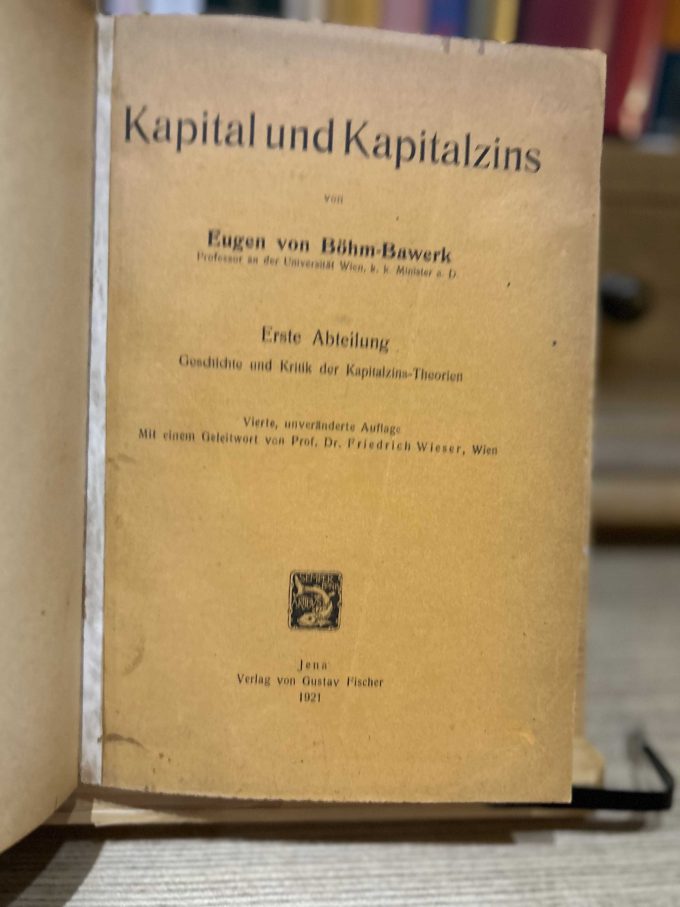 Kapital und Kapitalzins
von
Eugen von Böhm-Bawerk
Professor an der Universität Wien, k. k. Minister a. D.
Erste Abteilung
Geschichte und Kritik der Kapitalzins-Theorien
Vierte, unveränderte Auflage
Mit einem Geleitwort von Prof. Dr. Friedrich Wieser, Wien
SEMPER
Jena
Verlag von Gustav Fischer
1921